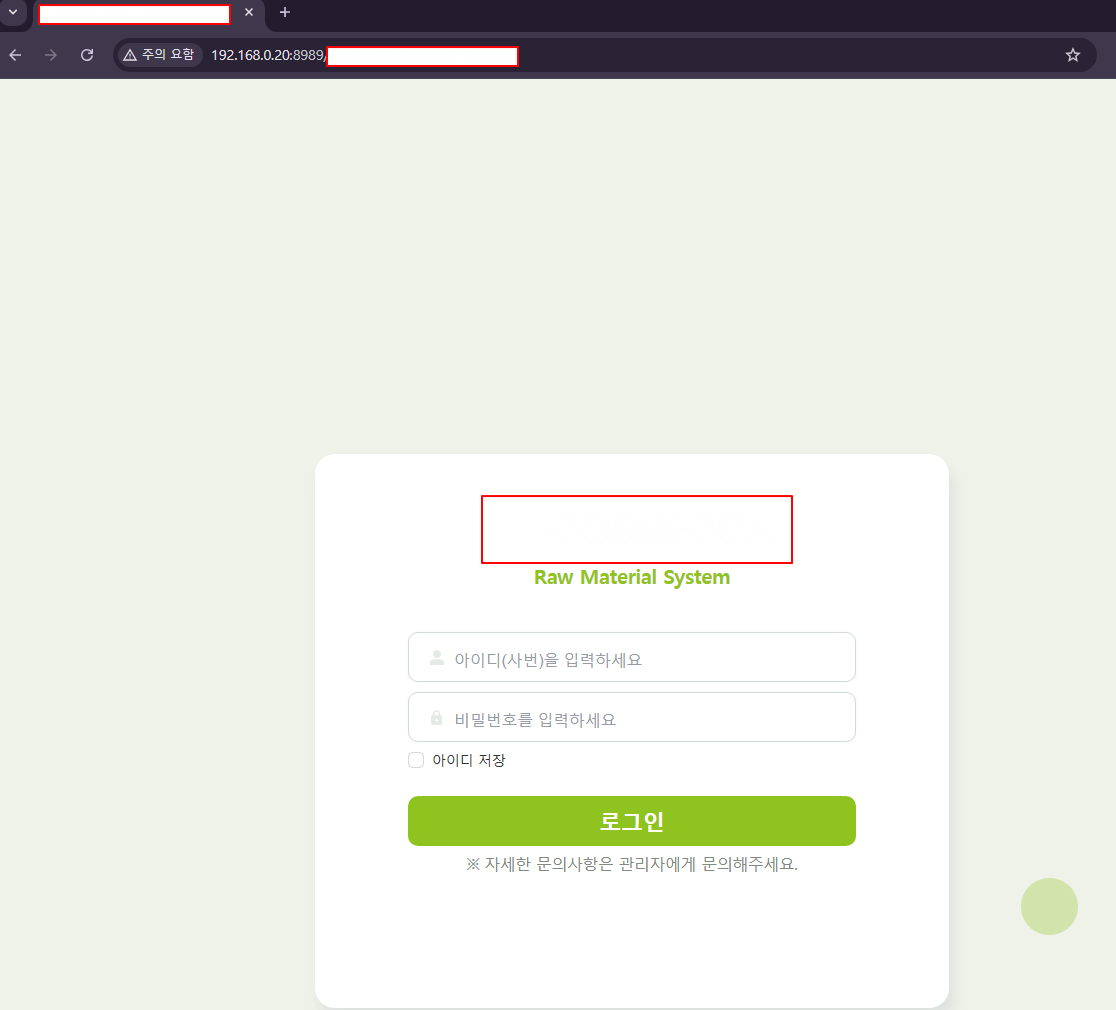 주의 요함 192.168.0.20:8989/
Raw Material System
아이디(사번)을 입력하세요
비밀번호를 입력하세요
아이디 저장
로그인
※ 자세한 문의사항은 관리자에게 문의해주세요.